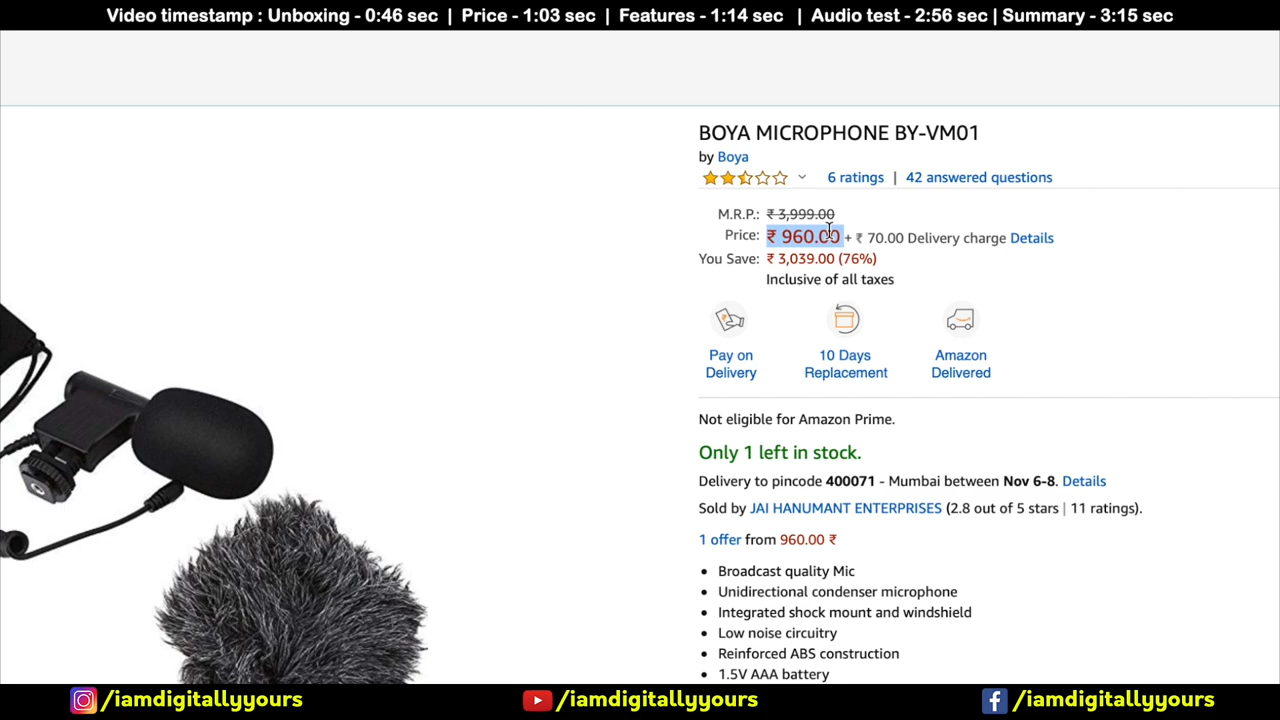 Video timestamp : Unboxing - 0:46 sec | Price - 1:03 sec | Features - 1:14 sec | Audio test - 2:56 sec | Summary - 3:15 sec
BOYA MICROPHONE BY-VM01
by Boya
6 ratings | 42 answered questions
M.R.P.: ₹ 3,999.00
Price: ₹ 960.00 + ₹ 70.00 Delivery charge Details
You Save: ₹ 3,039.00 (76%)
Inclusive of all taxes
Pay on Delivery
10 Days Replacement
Amazon Delivered
Not eligible for Amazon Prime.
Only 1 left in stock.
Delivery to pincode 400071 - Mumbai between Nov 6-8. Details
Sold by JAI HANUMANT ENTERPRISES (2.8 out of 5 stars | 11 ratings).
1 offer from 960.00 ₹
• Broadcast quality Mic
• Unidirectional condenser microphone
• Integrated shock mount and windshield
• Low noise circuitry
• Reinforced ABS construction
• 1.5V AAA battery
/iamdigitallyyours /iamdigitallyyours /iamdigitallyyours